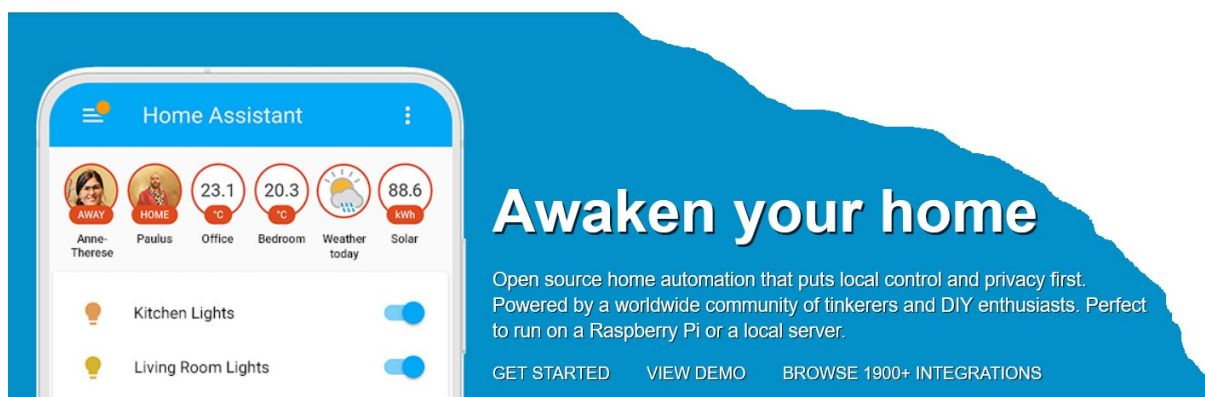 Home Assistant
23.1
20.3
88.6
AWAY
HOME
°C
°C
kWh
Anne-
Therese
Paulus
Office
Bedroom
Weather
today
Solar
Kitchen Lights
Living Room Lights
Awaken your home
Open source home automation that puts local control and privacy first.
Powered by a worldwide community of tinkerers and DIY enthusiasts. Perfect
to run on a Raspberry Pi or a local server.
GET STARTED
VIEW DEMO
BROWSE 1900+ INTEGRATIONS